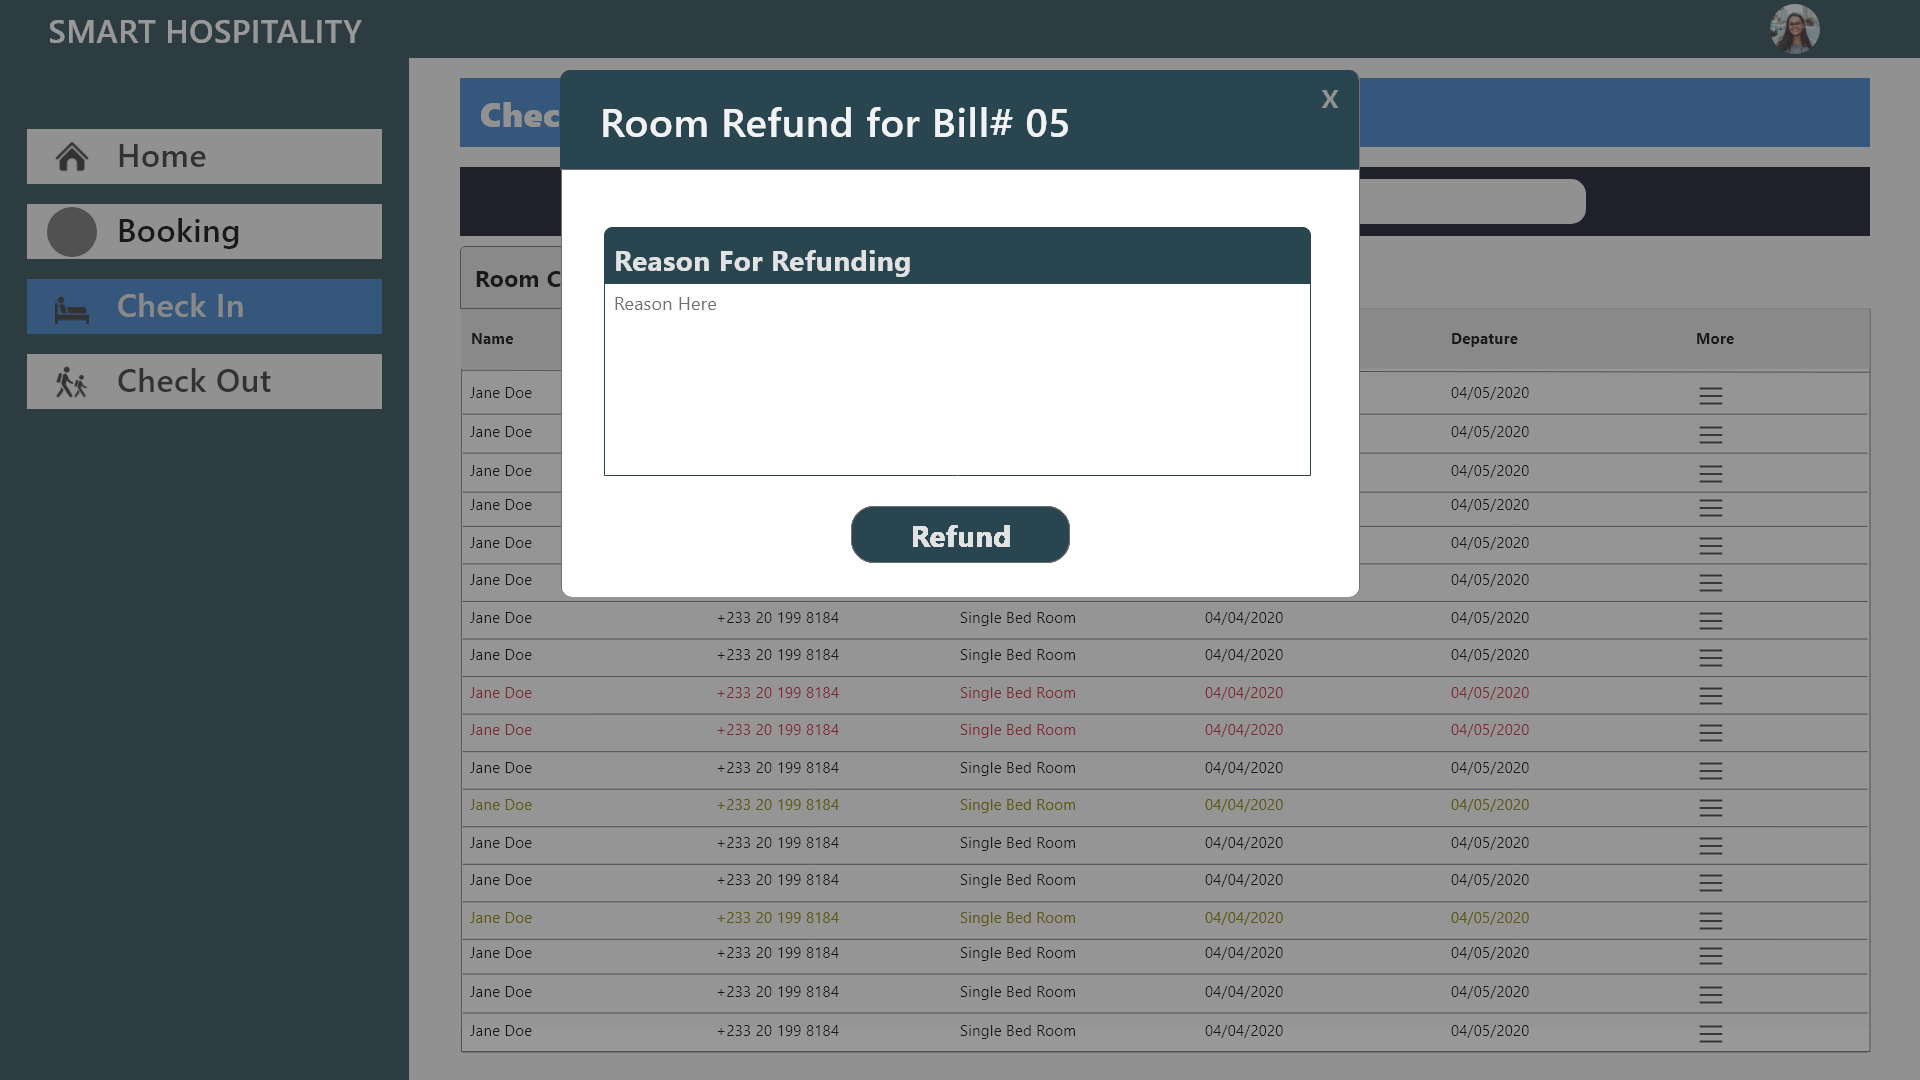 SMART HOSPITALITY
Home
Booking
Check In
Check Out
Chec
Room Refund for Bill# 05
X
Reason For Refunding
Reason Here
Refund
Room C
Name Depature More
Jane Doe 04/05/2020
Jane Doe 04/05/2020
Jane Doe 04/05/2020
Jane Doe 04/05/2020
Jane Doe 04/05/2020
Jane Doe 04/05/2020
Jane Doe +233 20 199 8184 Single Bed Room 04/04/2020 04/05/2020
Jane Doe +233 20 199 8184 Single Bed Room 04/04/2020 04/05/2020
Jane Doe +233 20 199 8184 Single Bed Room 04/04/2020 04/05/2020
Jane Doe +233 20 199 8184 Single Bed Room 04/04/2020 04/05/2020
Jane Doe +233 20 199 8184 Single Bed Room 04/04/2020 04/05/2020
Jane Doe +233 20 199 8184 Single Bed Room 04/04/2020 04/05/2020
Jane Doe +233 20 199 8184 Single Bed Room 04/04/2020 04/05/2020
Jane Doe +233 20 199 8184 Single Bed Room 04/04/2020 04/05/2020
Jane Doe +233 20 199 8184 Single Bed Room 04/04/2020 04/05/2020
Jane Doe +233 20 199 8184 Single Bed Room 04/04/2020 04/05/2020
Jane Doe +233 20 199 8184 Single Bed Room 04/04/2020 04/05/2020
Jane Doe +233 20 199 8184 Single Bed Room 04/04/2020 04/05/2020